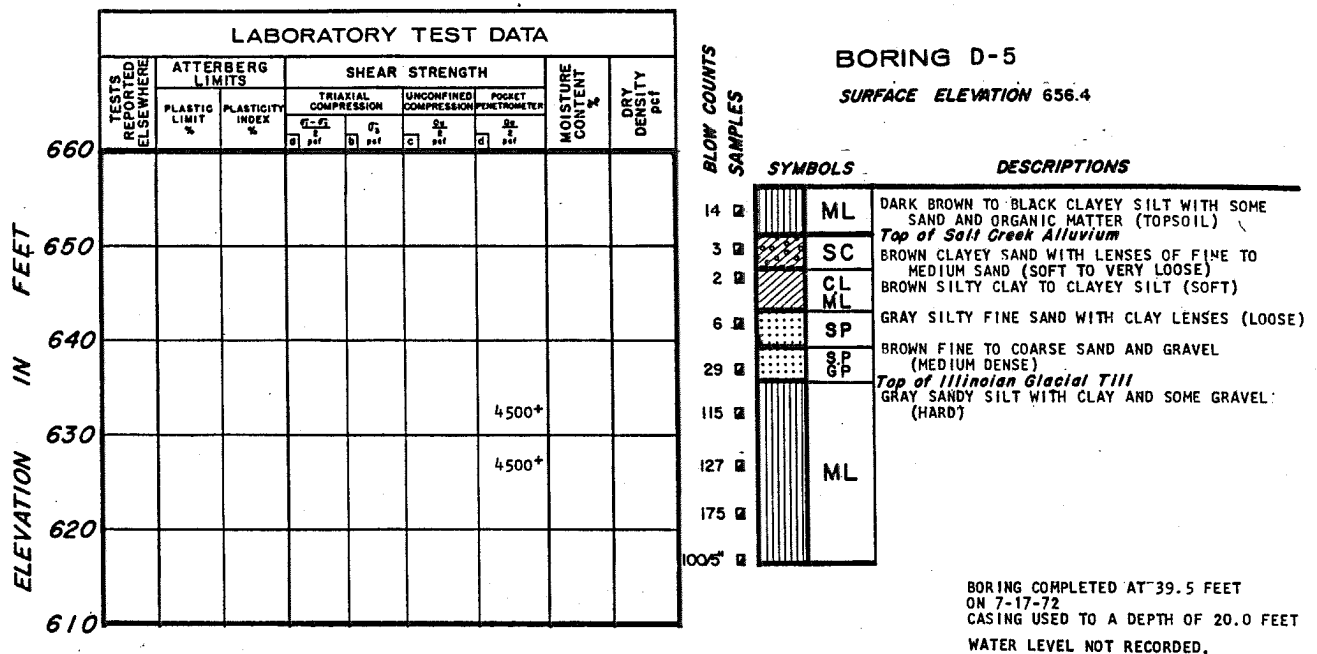 LABORATORY TEST DATA
TESTS REPORTED ELSEWHERE
ATTERBERG LIMITS
SHEAR STRENGTH
MOISTURE CONTENT %
DRY DENSITY pcf
PLASTIC LIMIT %
PLASTICITY INDEX %
TRIAXIAL COMPRESSION
UNCONFINED COMPRESSION
POCKET PENETROMETER
a psf
b psf
c psf
d psf
ELEVATION IN FEET
660
650
640
630
620
610
4500+
4500+
BLOW COUNTS
SAMPLES
BORING D-5
SURFACE ELEVATION 656.4
SYMBOLS
DESCRIPTIONS
14
ML
DARK BROWN TO BLACK CLAYEY SILT WITH SOME
SAND AND ORGANIC MATTER (TOPSOIL)
Top of Salt Creek Alluvium
3
SC
BROWN CLAYEY SAND WITH LENSES OF FINE TO
MEDIUM SAND (SOFT TO VERY LOOSE)
2
CL
ML
BROWN SILTY CLAY TO CLAYEY SILT (SOFT)
6
SP
GRAY SILTY FINE SAND WITH CLAY LENSES (LOOSE)
29
SP
GP
BROWN FINE TO COARSE SAND AND GRAVEL
(MEDIUM DENSE)
Top of Illinoian Glacial Till
115
GRAY SANDY SILT WITH CLAY AND SOME GRAVEL
(HARD)
127
ML
175
100/5"
BORING COMPLETED AT 39.5 FEET
ON 7-17-72
CASING USED TO A DEPTH OF 20.0 FEET
WATER LEVEL NOT RECORDED.